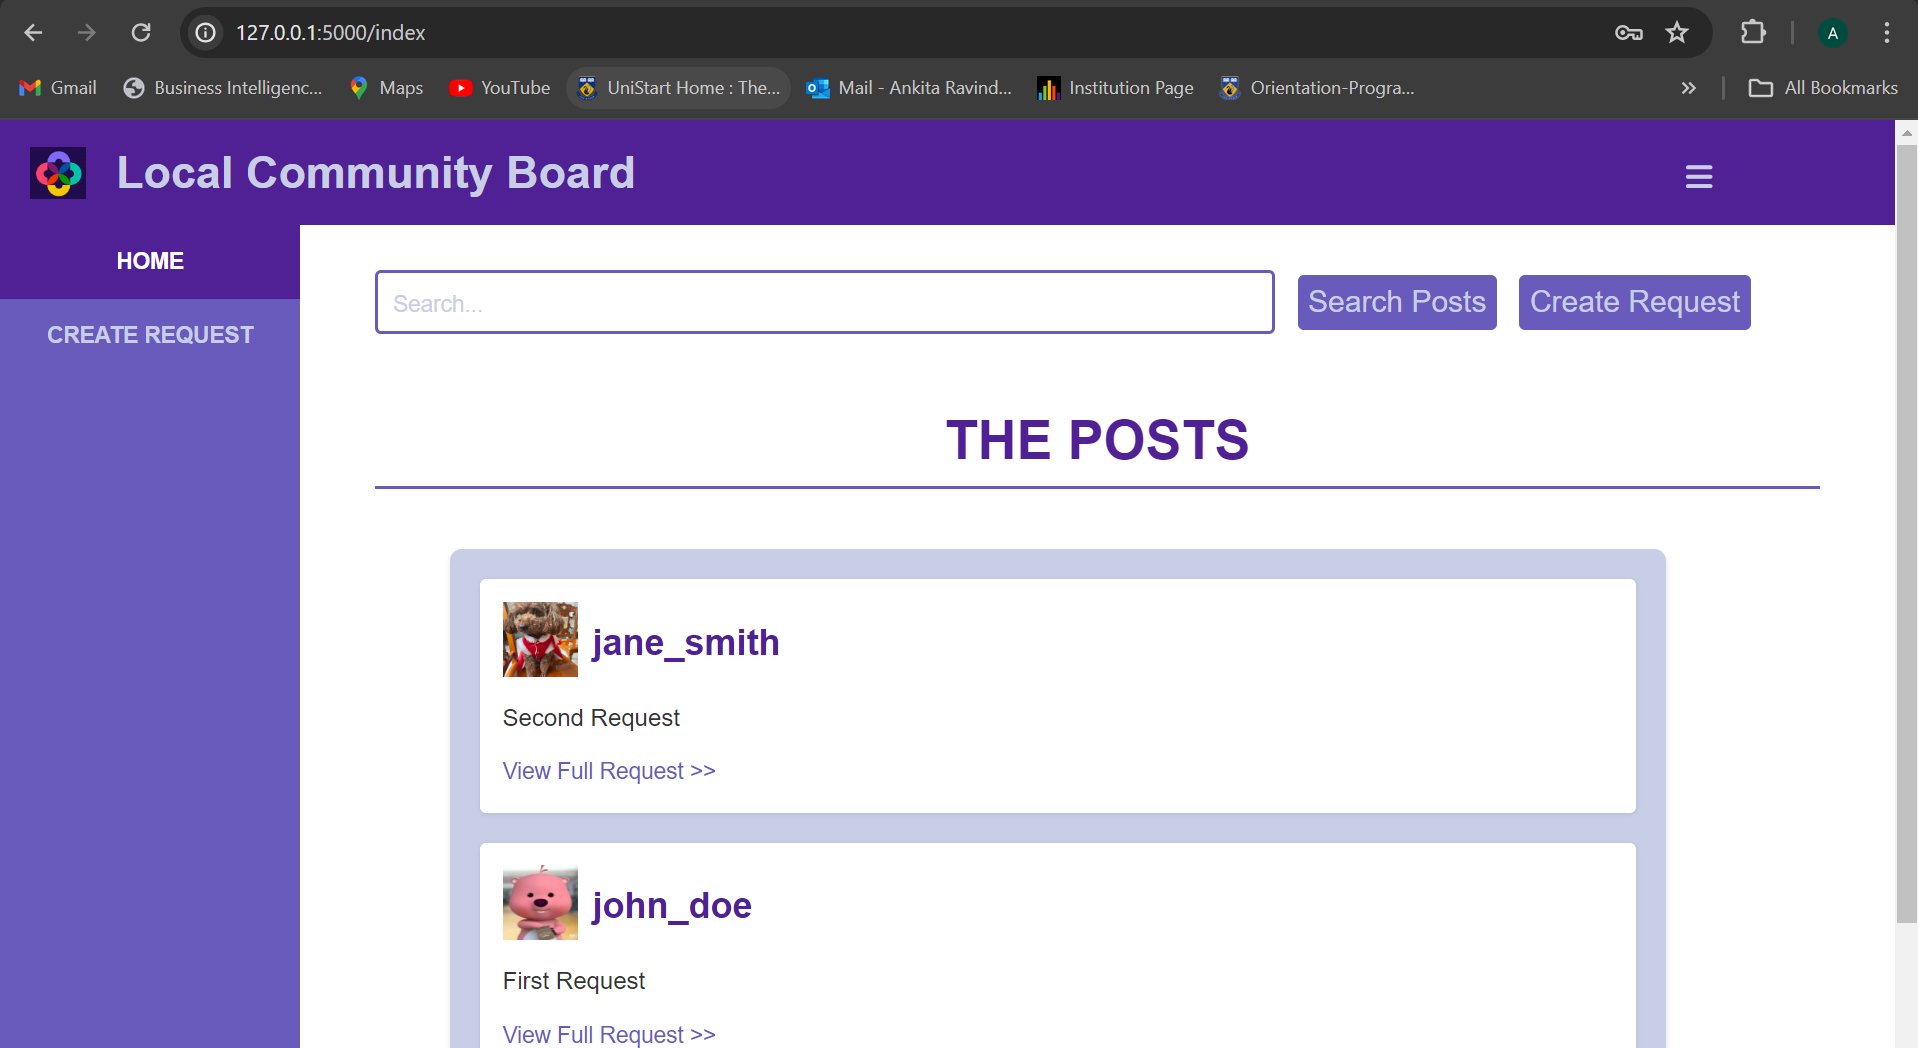 127.0.0.1:5000/index
A
Gmail Business Intelligenc... Maps YouTube UniStart Home : The... Mail - Ankita Ravind... Institution Page Orientation-Progra... » All Bookmarks
Local Community Board
HOME
CREATE REQUEST
Search... Search Posts Create Request
THE POSTS
jane_smith
Second Request
View Full Request >>
john_doe
First Request
View Full Request >>